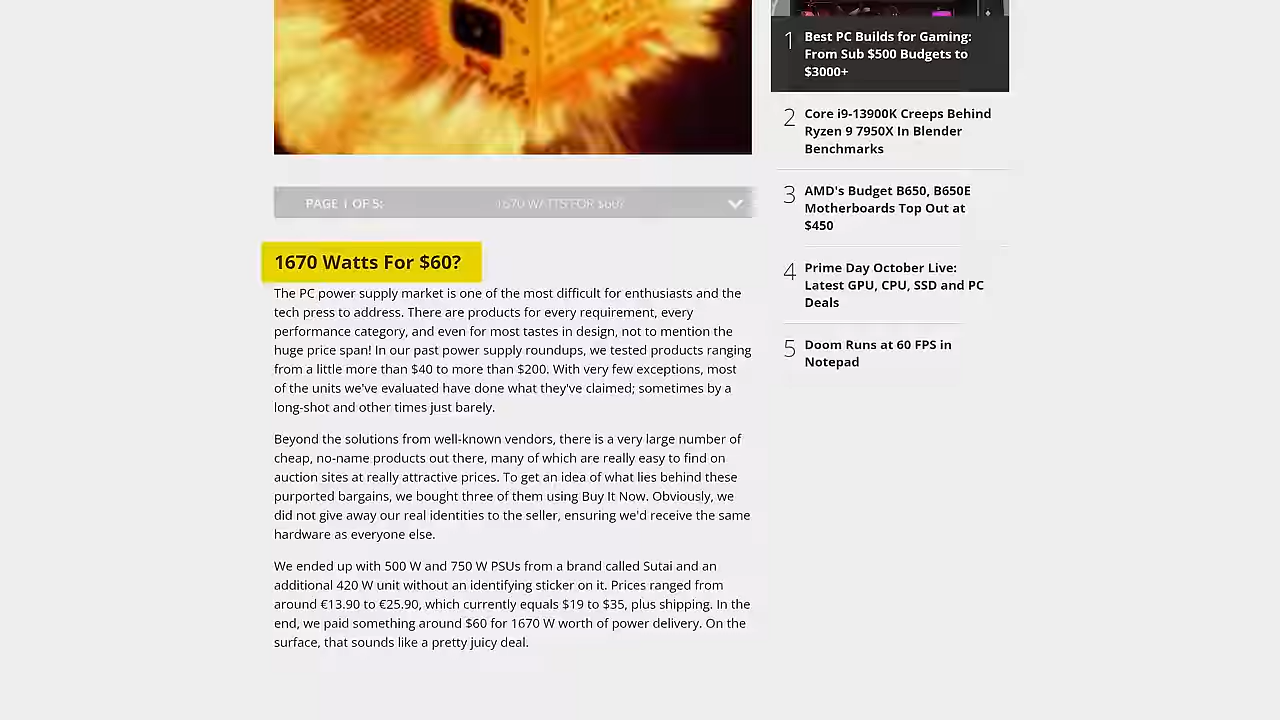 PAGE 1 OF 5:
1670 WATTS FOR $60?
1670 Watts For $60?
The PC power supply market is one of the most difficult for enthusiasts and the
tech press to address. There are products for every requirement, every
performance category, and even for most tastes in design, not to mention the
huge price span! In our past power supply roundups, we tested products ranging
from a little more than $40 to more than $200. With very few exceptions, most
of the units we've evaluated have done what they've claimed; sometimes by a
long-shot and other times just barely.
Beyond the solutions from well-known vendors, there is a very large number of
cheap, no-name products out there, many of which are really easy to find on
auction sites at really attractive prices. To get an idea of what lies behind these
purported bargains, we bought three of them using Buy It Now. Obviously, we
did not give away our real identities to the seller, ensuring we'd receive the same
hardware as everyone else.
We ended up with 500 W and 750 W PSUs from a brand called Sutai and an
additional 420 W unit without an identifying sticker on it. Prices ranged from
around €13.90 to €25.90, which currently equals $19 to $35, plus shipping. In the
end, we paid something around $60 for 1670 W worth of power delivery. On the
surface, that sounds like a pretty juicy deal.
1
Best PC Builds for Gaming:
From Sub $500 Budgets to
$3000+
2
Core i9-13900K Creeps Behind
Ryzen 9 7950X In Blender
Benchmarks
3
AMD's Budget B650, B650E
Motherboards Top Out at
$450
4
Prime Day October Live:
Latest GPU, CPU, SSD and PC
Deals
5
Doom Runs at 60 FPS in
Notepad